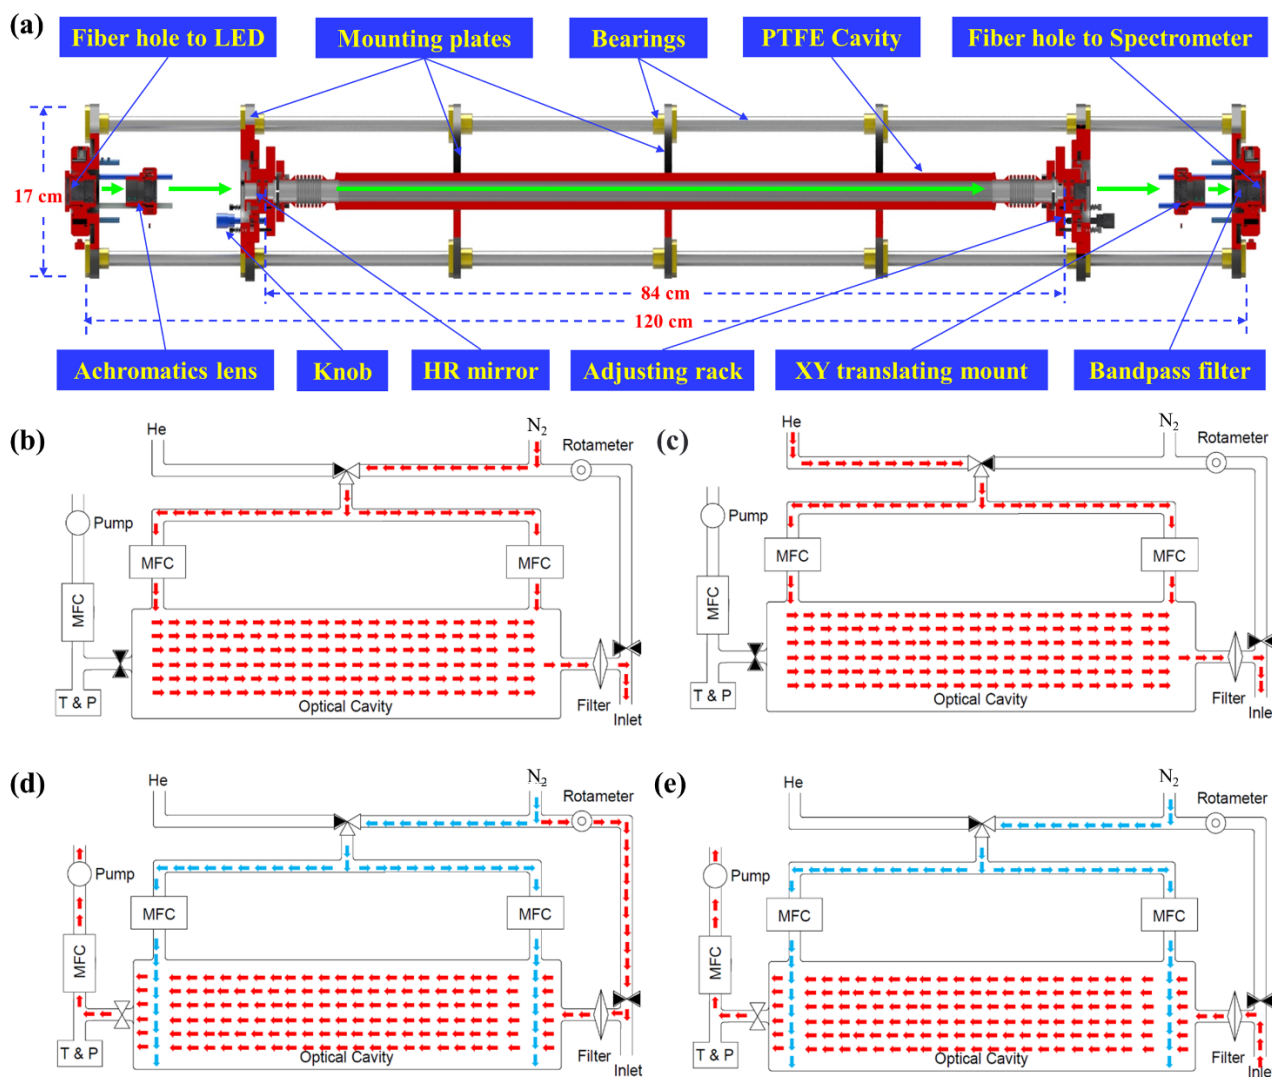 (a)
Fiber hole to LED
Mounting plates
Bearings
PTFE Cavity
Fiber hole to Spectrometer
17 cm
84 cm
120 cm
Achromatics lens
Knob
HR mirror
Adjusting rack
XY translating mount
Bandpass filter
(b)
He
N₂
Rotameter
Pump
MFC
MFC
MFC
T & P
Optical Cavity
Filter
Inlet
(c)
He
N₂
Rotameter
Pump
MFC
MFC
MFC
T & P
Optical Cavity
Filter
Inlet
(d)
He
N₂
Rotameter
Pump
MFC
MFC
MFC
T & P
Optical Cavity
Filter
Inlet
(e)
He
N₂
Rotameter
Pump
MFC
MFC
MFC
T & P
Optical Cavity
Filter
Inlet